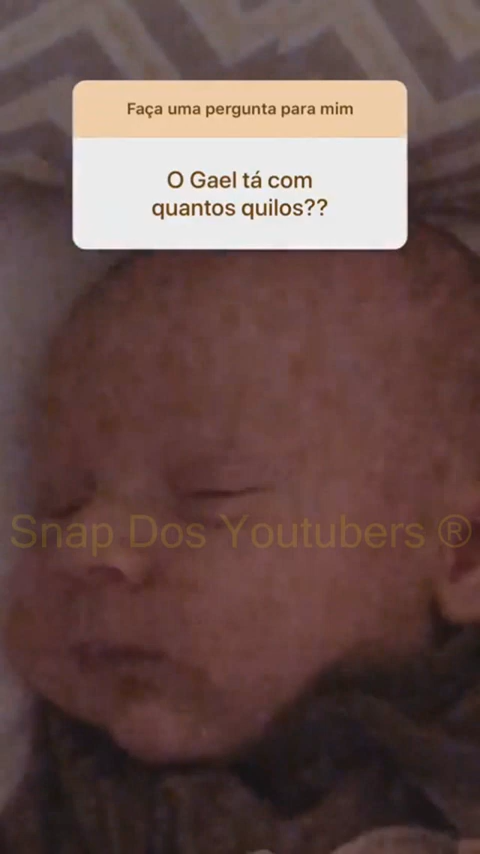 Faça uma pergunta para mim
O Gael tá com
quantos quilos??
Snap Dos Youtubers ®